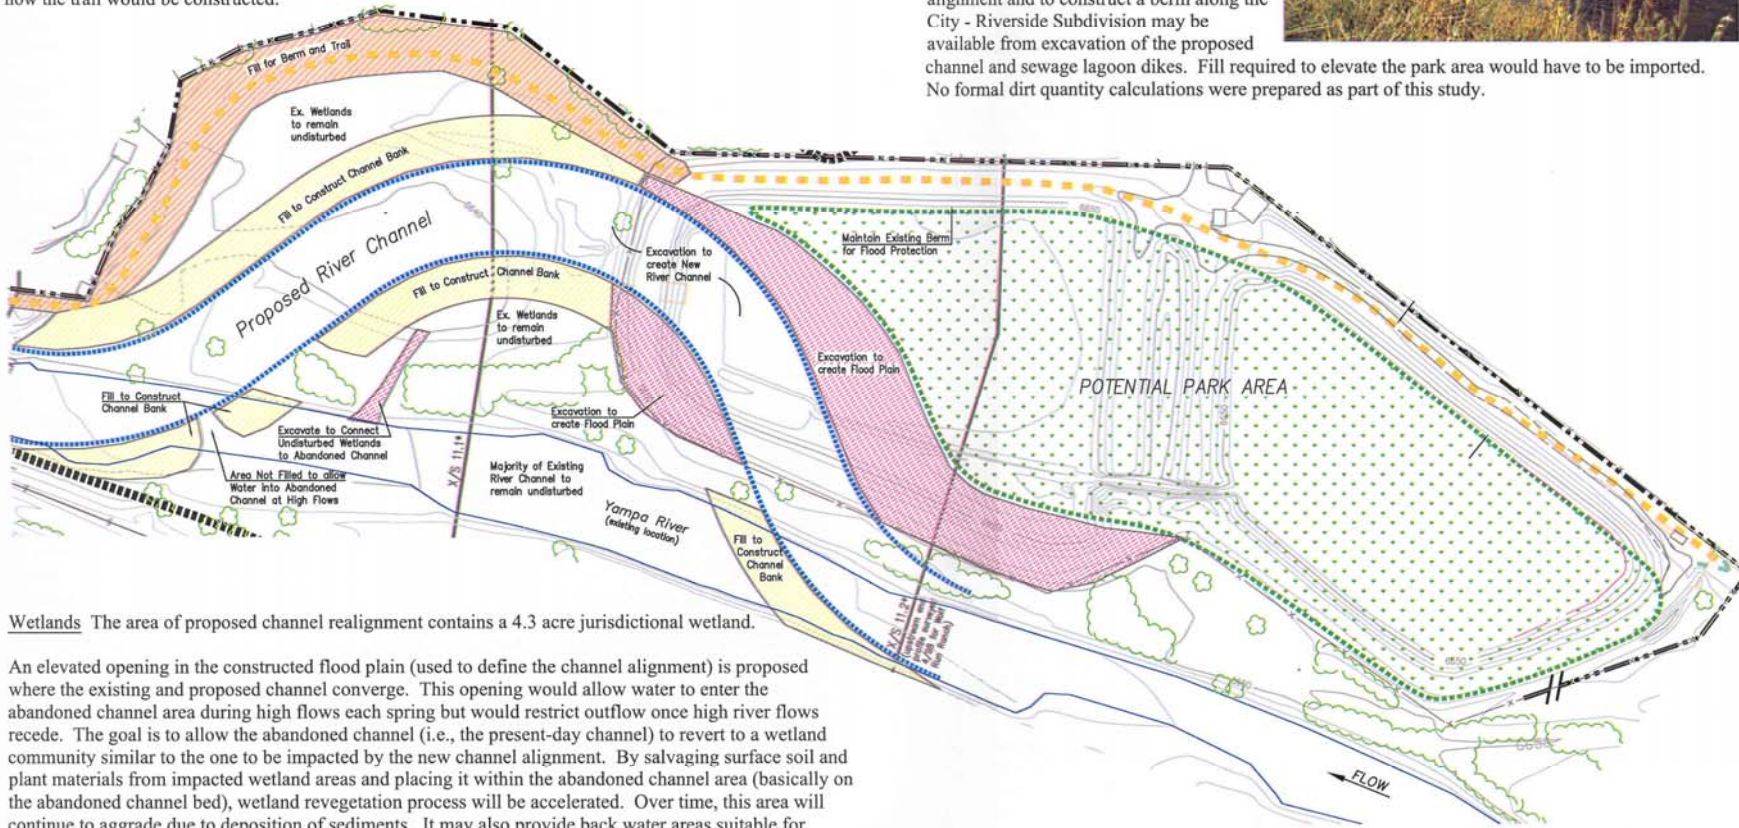 how the trail would be constructed.
alignment and to construct a berm along the
City - Riverside Subdivision may be
available from excavation of the proposed
channel and sewage lagoon dikes. Fill required to elevate the park area would have to be imported.
No formal dirt quantity calculations were prepared as part of this study.
Fill for Berm and Trail
Ex. Wetlands
to remain
undisturbed
Fill to Construct Channel Bank
Proposed River Channel
6640
Excavation to
create New
River Channel
Maintain Existing Berm
for Flood Protection
6650
Fill to Construct Channel Bank
Ex. Wetlands
to remain
undisturbed
Excavation to
create Flood Plain
POTENTIAL PARK AREA
6650
Fill to Construct
Channel Bank
Excavate to Connect
Undisturbed Wetlands
to Abandoned Channel
Excavation to
create Flood Plain
Area Not Filled to allow
Water into Abandoned
Channel at High Flows
X/S 11.1*
Majority of Existing
River Channel to
remain undisturbed
Yampa River
(existing location)
Fill to
Construct
Channel
Bank
X/S 11.2*
6650
6650
FLOW
Wetlands The area of proposed channel realignment contains a 4.3 acre jurisdictional wetland.
An elevated opening in the constructed flood plain (used to define the channel alignment) is proposed
where the existing and proposed channel converge. This opening would allow water to enter the
abandoned channel area during high flows each spring but would restrict outflow once high river flows
recede. The goal is to allow the abandoned channel (i.e., the present-day channel) to revert to a wetland
community similar to the one to be impacted by the new channel alignment. By salvaging surface soil and
plant materials from impacted wetland areas and placing it within the abandoned channel area (basically on
the abandoned channel bed), wetland revegetation process will be accelerated. Over time, this area will
continue to aggrade due to deposition of sediments. It may also provide back water areas suitable for